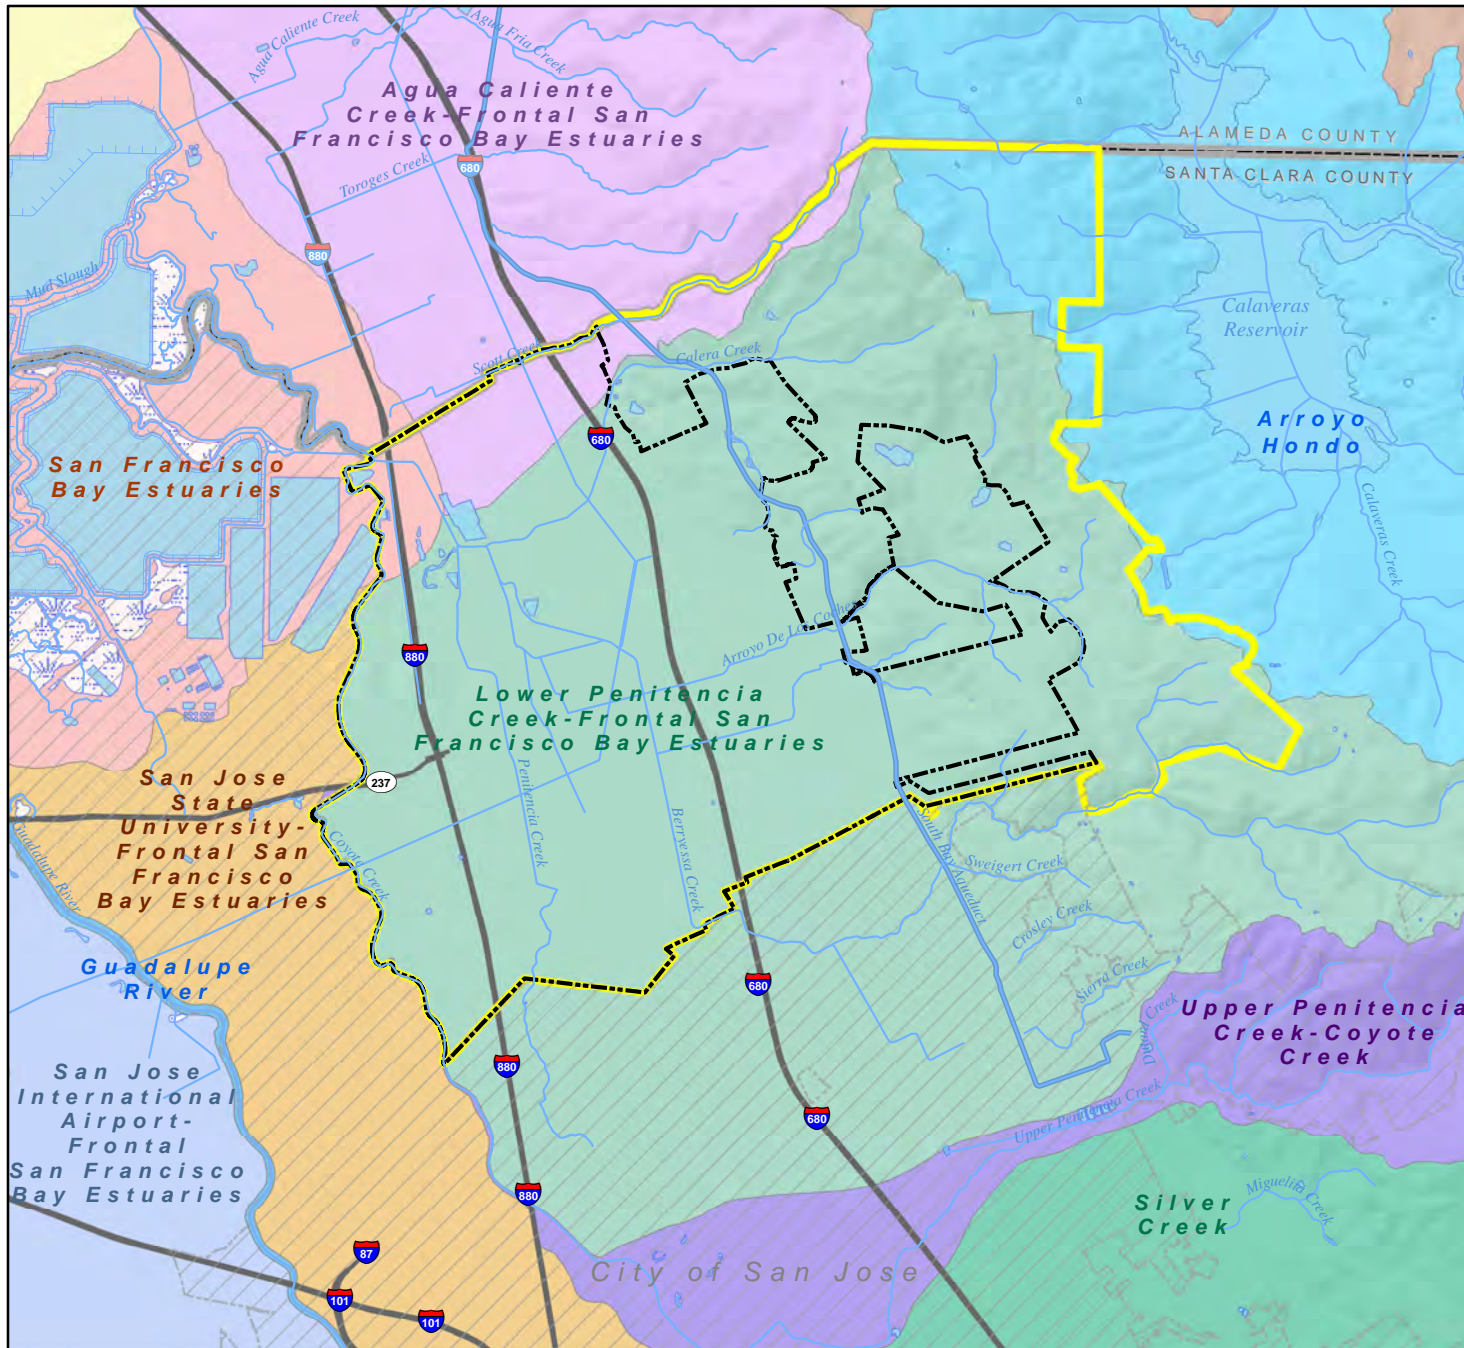 Agua Caliente Creek
Agua Fria Creek
Agua Caliente
Creek-Frontal San
Francisco Bay Estuaries
Toroges Creek
680
880
ALAMEDA COUNTY
SANTA CLARA COUNTY
Mud Slough
Calaveras
Reservoir
Scott Creek
Calera Creek
680
Arroyo
Hondo
San Francisco
Bay Estuaries
Calaveras Creek
Arroyo De Los Coches
880
Lower Penitencia
Creek-Frontal San
Francisco Bay Estuaries
237
San Jose
State
University-
Frontal San
Francisco
Bay Estuaries
Guadalupe River
Coyote Creek
Penitencia Creek
Berryessa Creek
South Bay Aqueduct
Sweigert Creek
Crosley Creek
Sierra Creek
Guadalupe
River
680
Upper Penitencia
Creek-Coyote
Creek
Dutard Creek
San Jose
International
Airport-
Frontal
San Francisco
Bay Estuaries
880
680
Upper Penitencia Creek
880
Silver
Creek
Miguelita Creek
87
City of San Jose
101
101